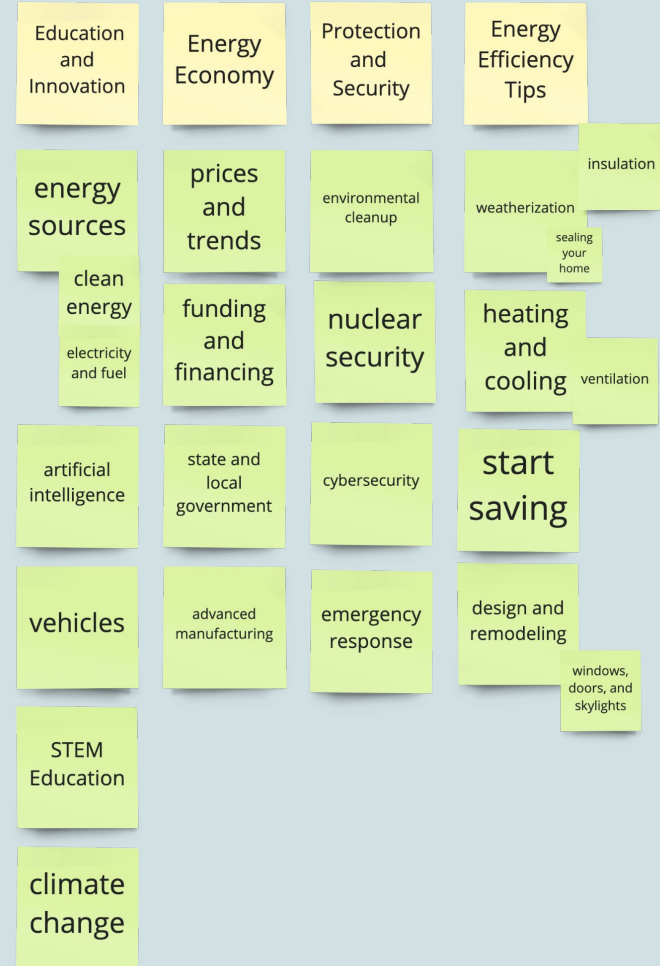 Education
and
Innovation
energy
sources
clean
energy
electricity
and fuel
artificial
intelligence
vehicles
STEM
Education
climate
change
Energy
Economy
prices
and
trends
funding
and
financing
state and
local
government
advanced
manufacturing
Protection
and
Security
environmental
cleanup
nuclear
security
cybersecurity
emergency
response
Energy
Efficiency
Tips
weatherization
insulation
sealing
your
home
heating
and
cooling
ventilation
start
saving
design and
remodeling
windows,
doors, and
skylights